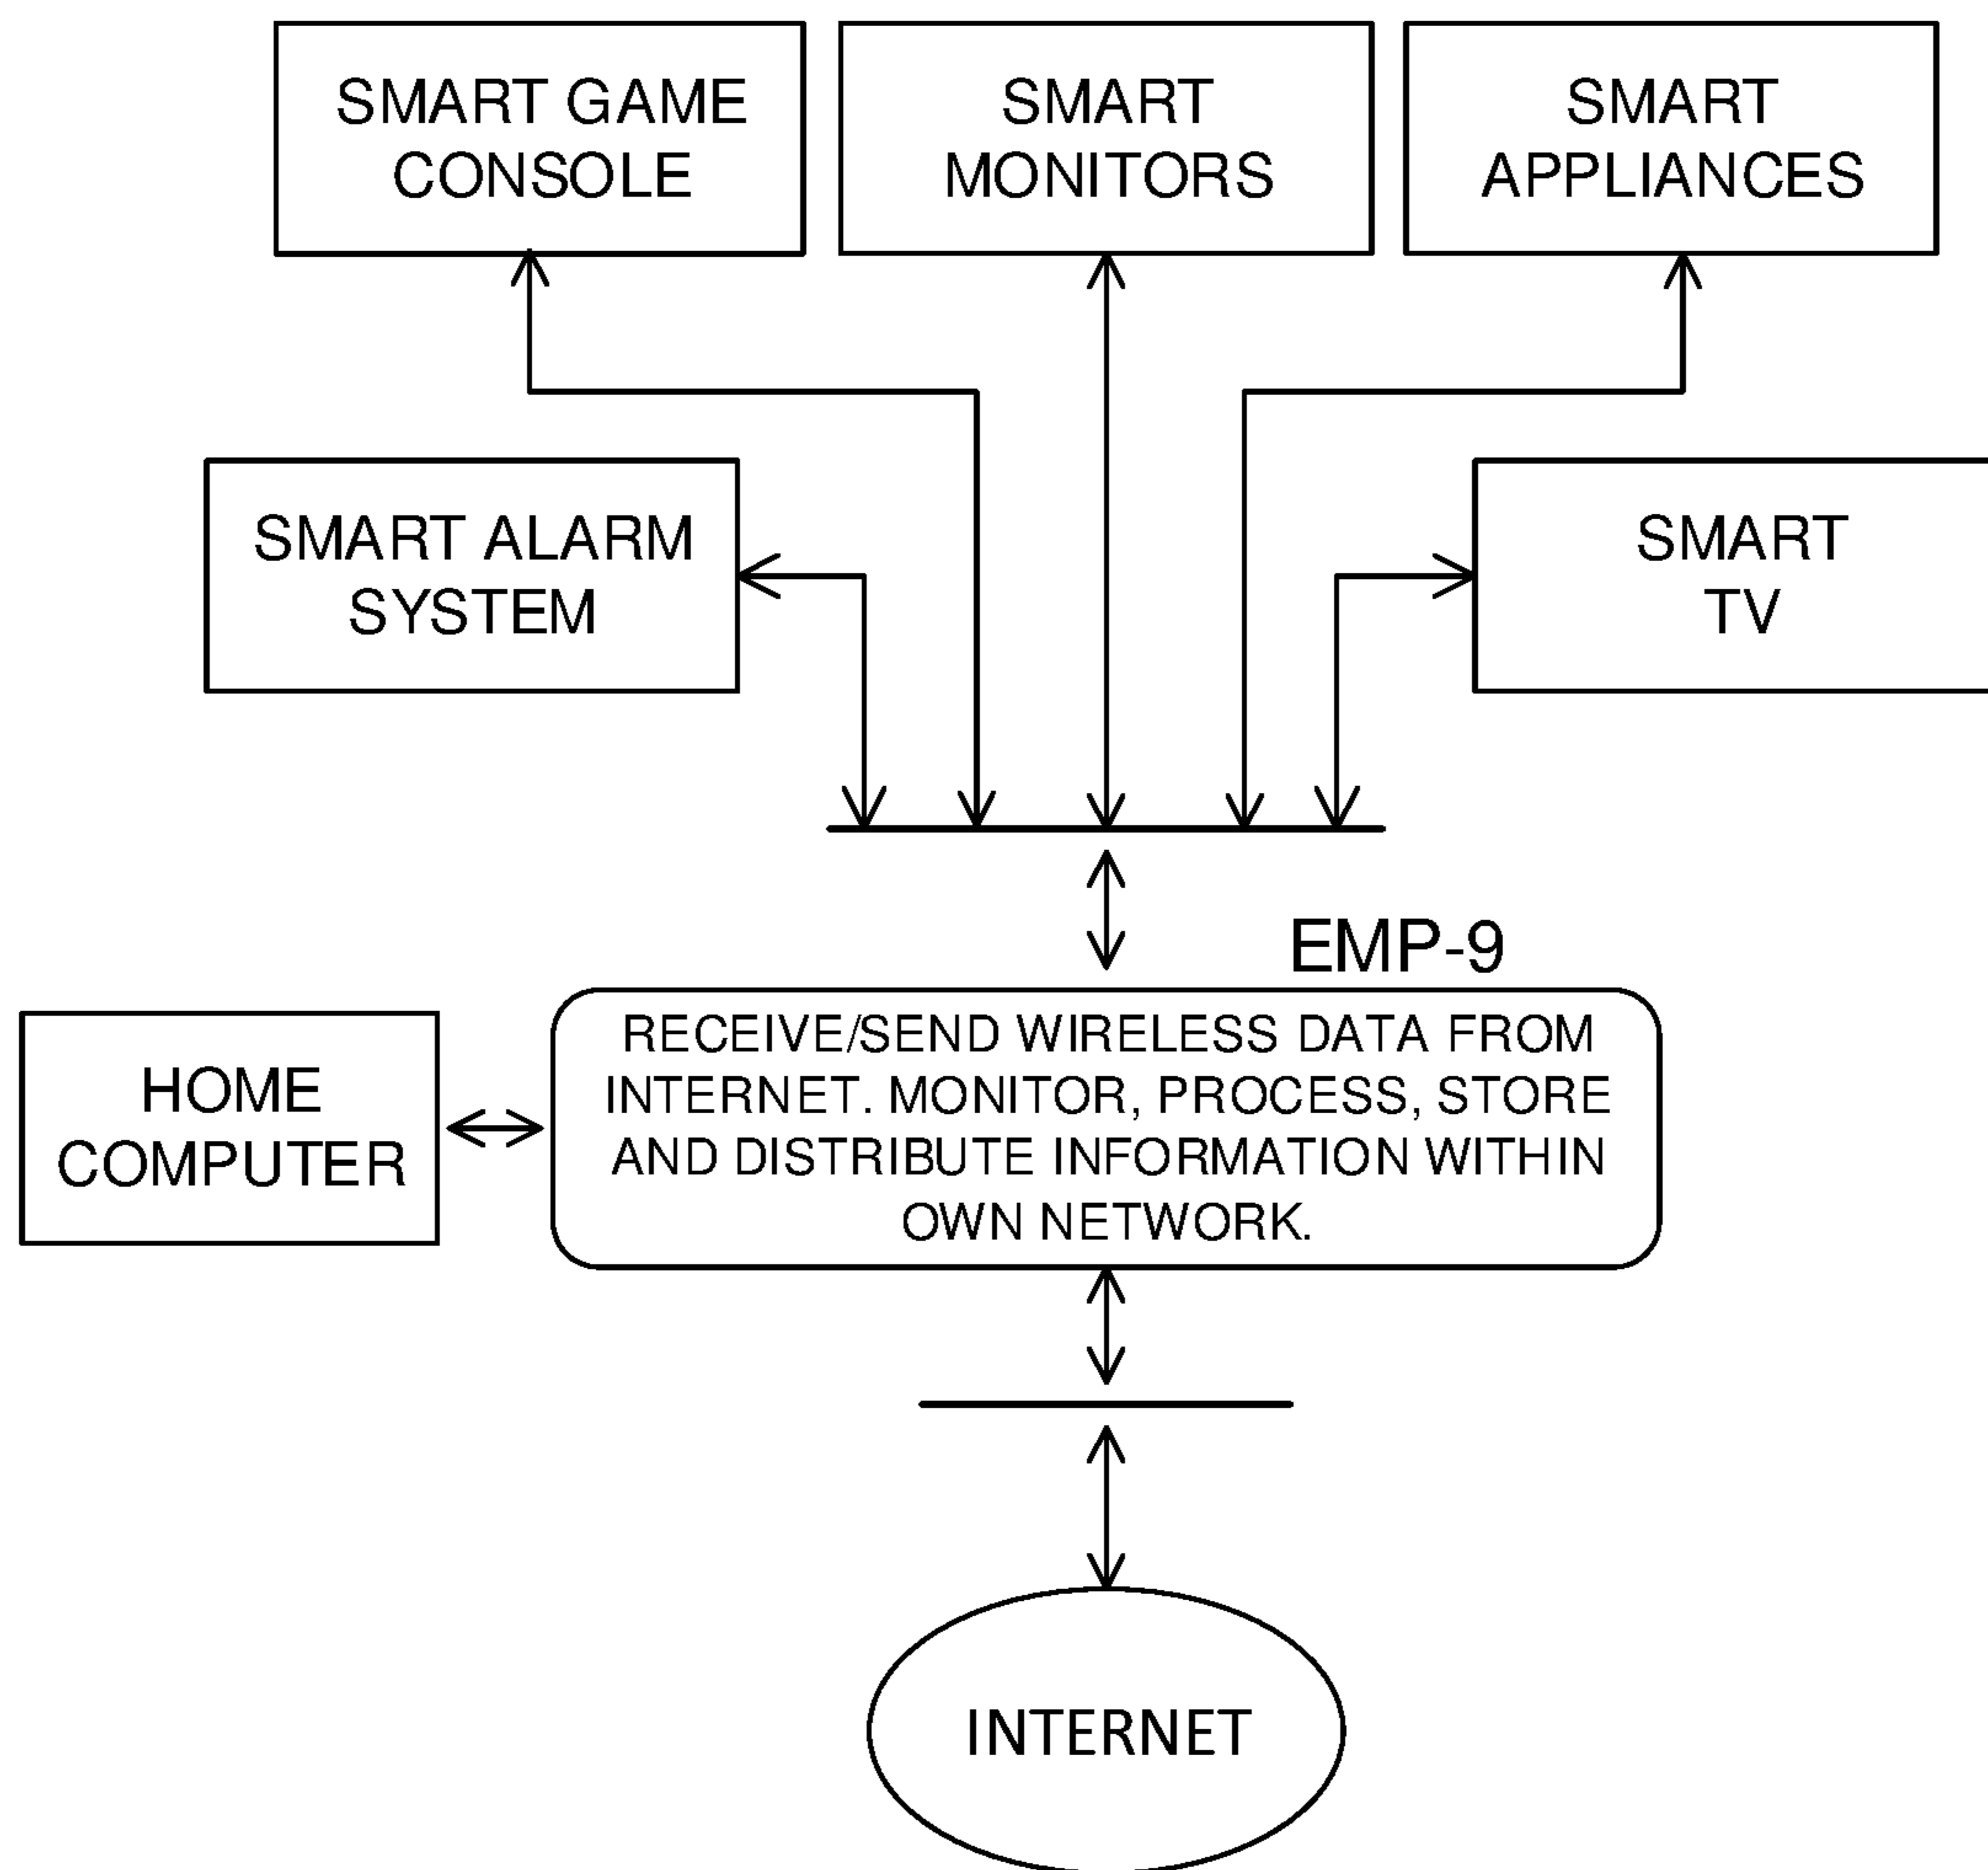 SMART GAME
CONSOLE
SMART
MONITORS
SMART
APPLIANCES
SMART ALARM
SYSTEM
SMART
TV
EMP-9
HOME
COMPUTER
RECEIVE/SEND WIRELESS DATA FROM
INTERNET. MONITOR, PROCESS, STORE
AND DISTRIBUTE INFORMATION WITHIN
OWN NETWORK.
INTERNET